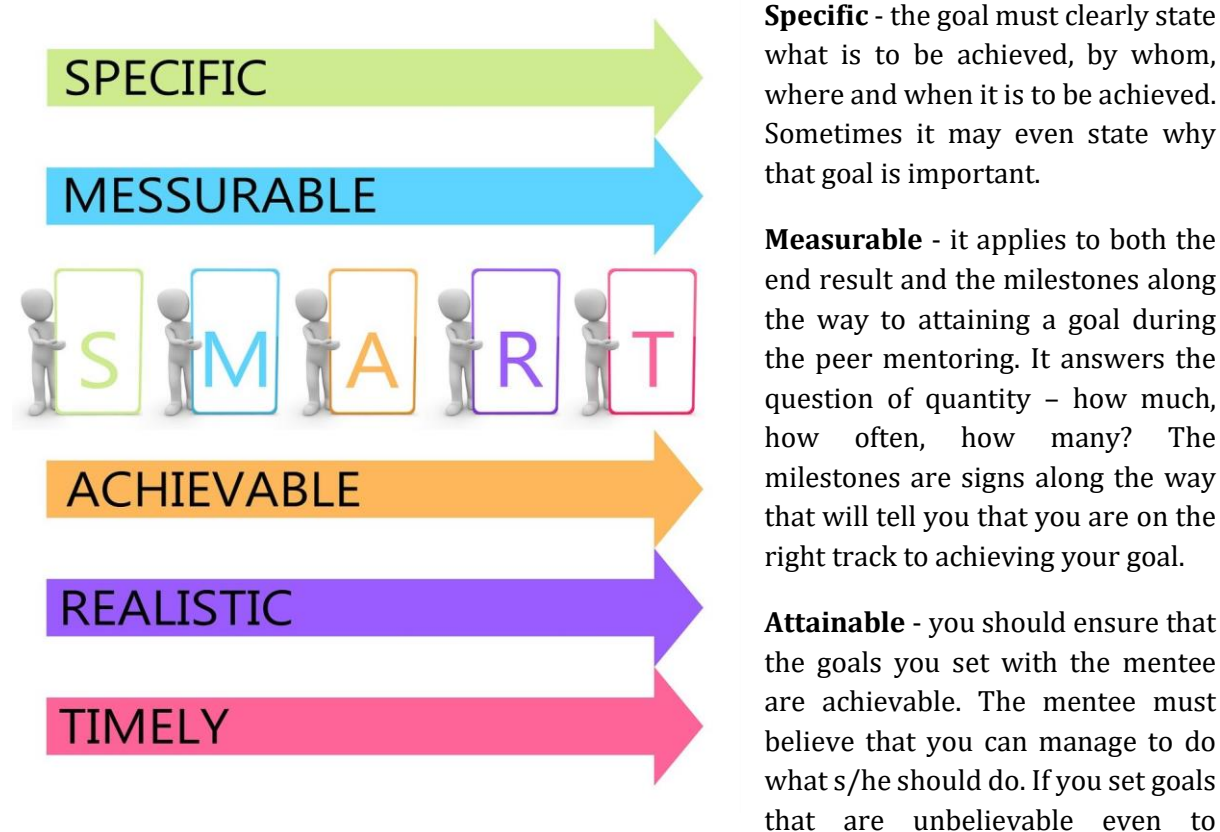 SPECIFIC
MESSURABLE
S M A R T
ACHIEVABLE
REALISTIC
TIMELY
Specific - the goal must clearly state
what is to be achieved, by whom,
where and when it is to be achieved.
Sometimes it may even state why
that goal is important.
Measurable - it applies to both the
end result and the milestones along
the way to attaining a goal during
the peer mentoring. It answers the
question of quantity – how much,
how often, how many? The
milestones are signs along the way
that will tell you that you are on the
right track to achieving your goal.
Attainable - you should ensure that
the goals you set with the mentee
are achievable. The mentee must
believe that you can manage to do
what s/he should do. If you set goals
that are unbelievable even to